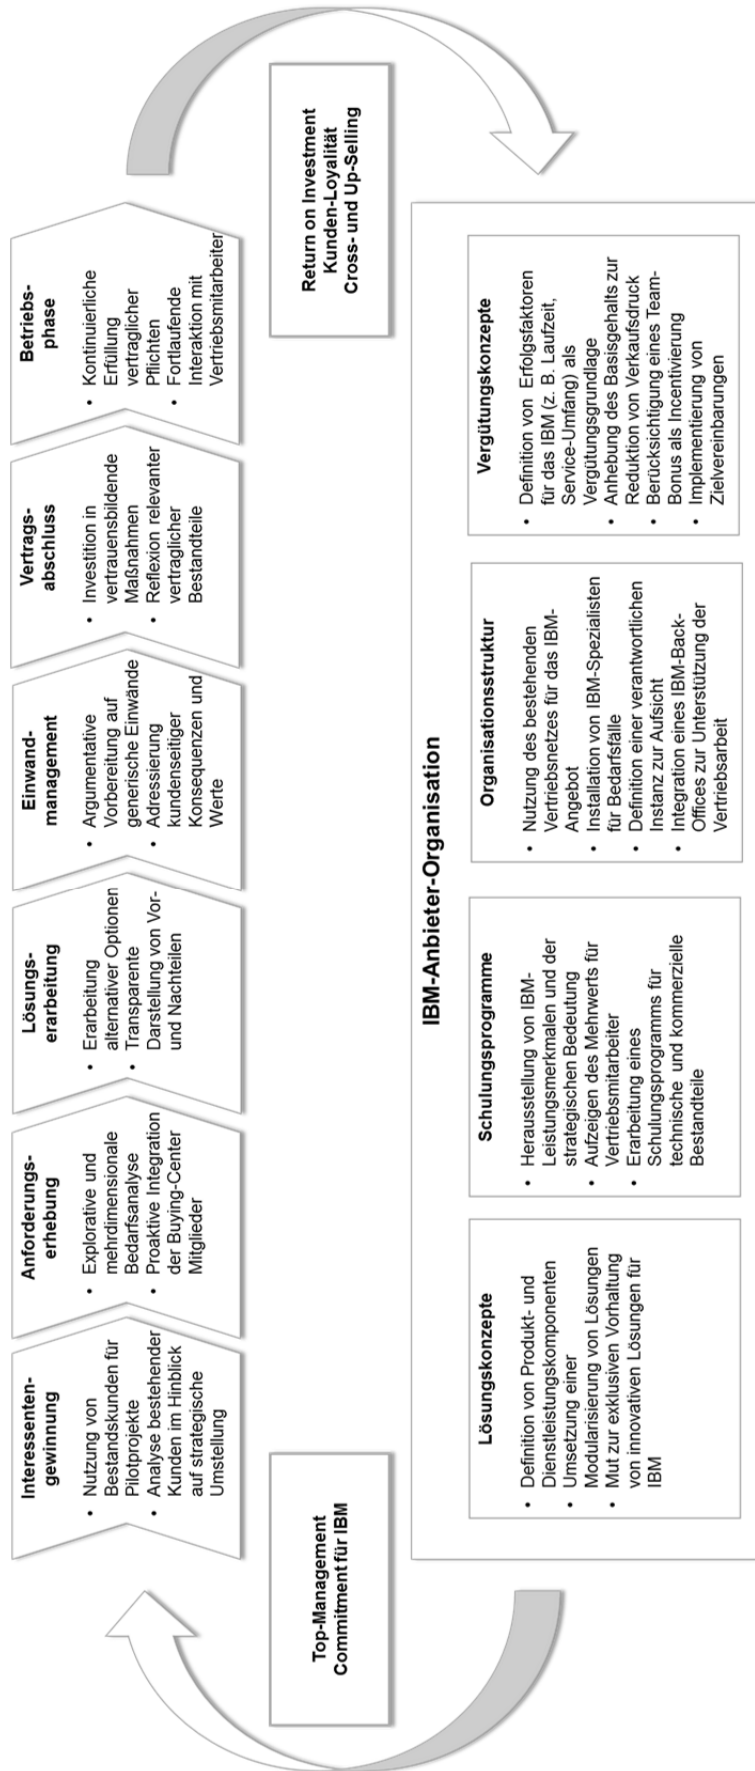 Interessenten-
gewinnung
• Nutzung von
Bestandskunden für
Pilotprojekte
• Analyse bestehender
Kunden im Hinblick
auf strategische
Umstellung
Anforderungs-
erhebung
• Explorative und
mehrdimensionale
Bedarfsanalyse
• Proaktive Integration
der Buying-Center
Mitglieder
Lösungs-
erarbeitung
• Erarbeitung
alternativer Optionen
• Transparente
Darstellung von Vor-
und Nachteilen
Einwand-
management
• Argumentative
Vorbereitung auf
generische Einwände
• Adressierung
kundenseitiger
Konsequenzen und
Werte
Vertrags-
abschluss
• Investition in
vertrauensbildende
Maßnahmen
• Reflexion relevanter
vertraglicher
Bestandteile
Betriebs-
phase
• Kontinuierliche
Erfüllung
vertraglicher
Pflichten
• Fortlaufende
Interaktion mit
Vertriebsmitarbeiter
Top-Management
Commitment für IBM
Return on Investment
Kunden-Loyalität
Cross- und Up-Selling
IBM-Anbieter-Organisation
Lösungskonzepte
• Definition von Produkt- und
Dienstleistungskomponenten
• Umsetzung einer
Modularisierung von Lösungen
• Mut zur exklusiven Vorhaltung
von innovativen Lösungen für
IBM
Schulungsprogramme
• Herausstellung von IBM-
Leistungsmerkmalen und der
strategischen Bedeutung
• Aufzeigen des Mehrwerts für
Vertriebsmitarbeiter
• Erarbeitung eines
Schulungsprogramms für
technische und kommerzielle
Bestandteile
Organisationsstruktur
• Nutzung des bestehenden
Vertriebsnetzes für das IBM-
Angebot
• Installation von IBM-Spezialisten
für Bedarfsfälle
• Definition einer verantwortlichen
Instanz zur Aufsicht
• Integration eines IBM-Back-
Offices zur Unterstützung der
Vertriebsarbeit
Vergütungskonzepte
• Definition von Erfolgsfaktoren
für das IBM (z. B. Laufzeit,
Service-Umfang) als
Vergütungsgrundlage
• Anhebung des Basisgehalts zur
Reduktion von Verkaufsdruck
• Berücksichtigung eines Team-
Bonus als Incentivierung
• Implementierung von
Zielvereinbarungen